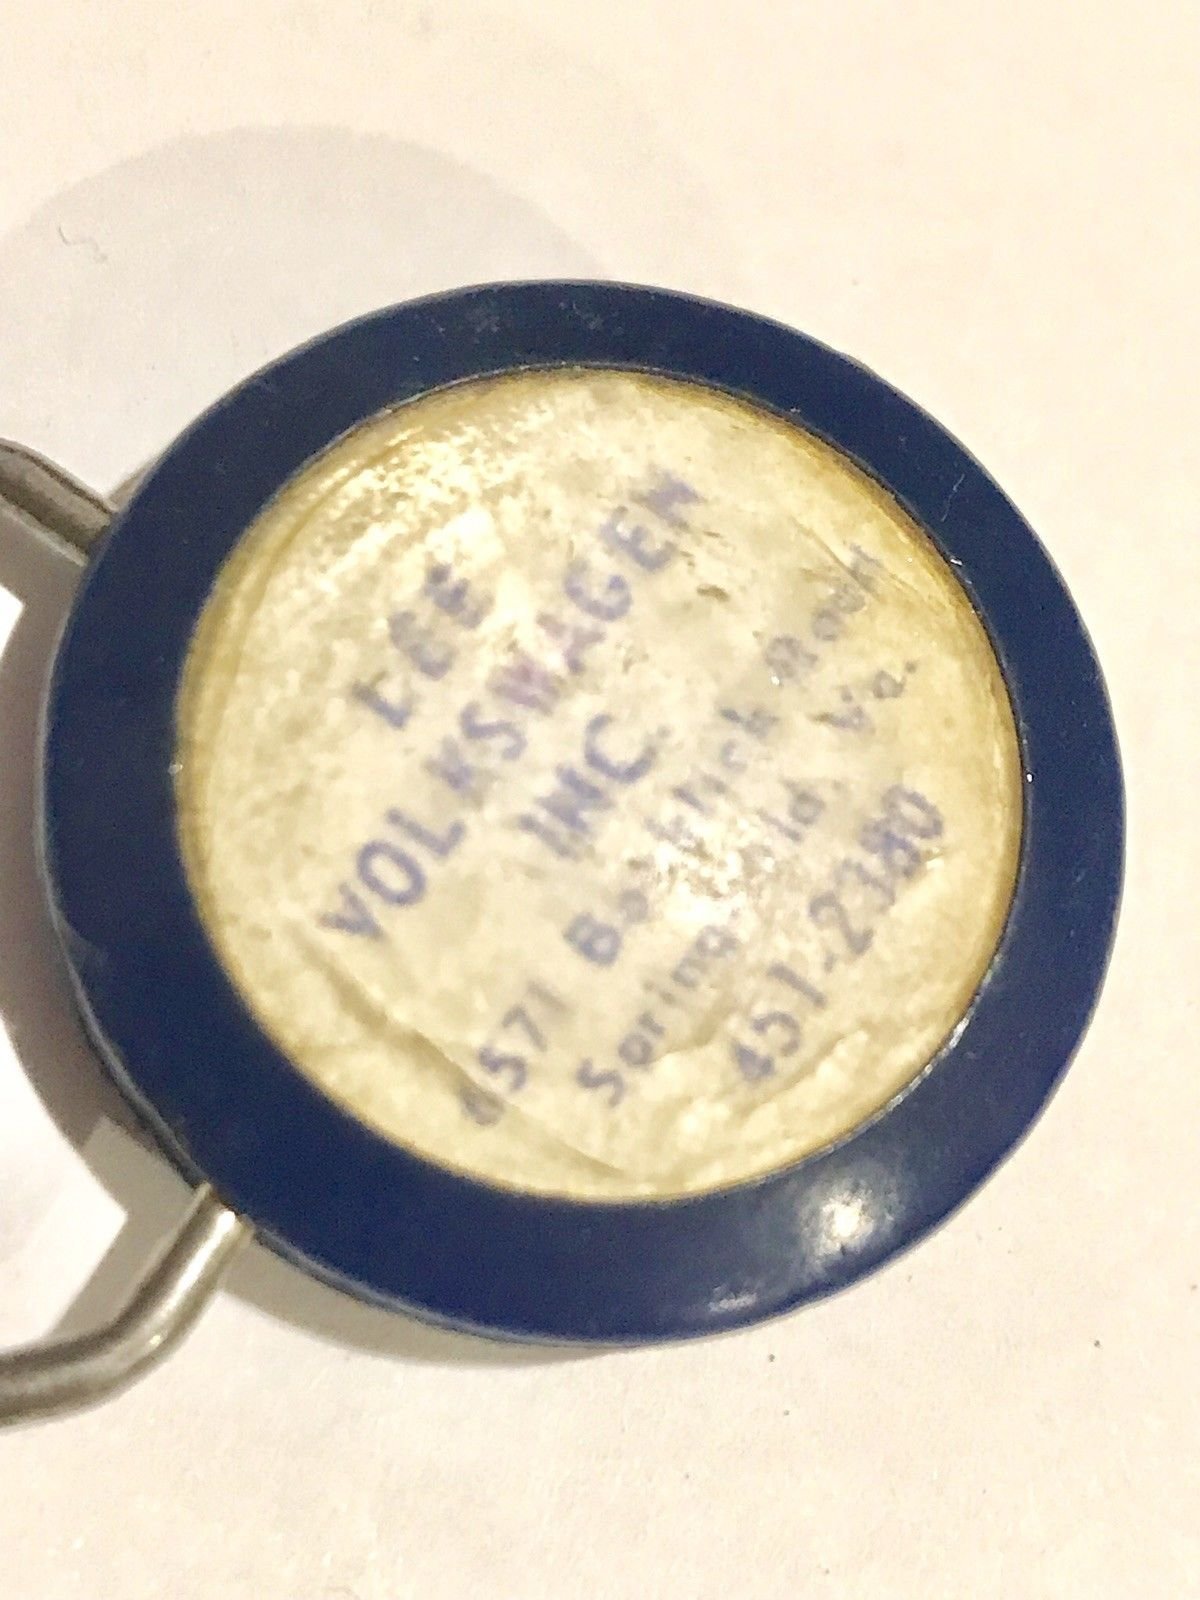 LEE
VOLKSWAGEN
INC.
6571 Backlick Road
Springfield, Va.
451-2380